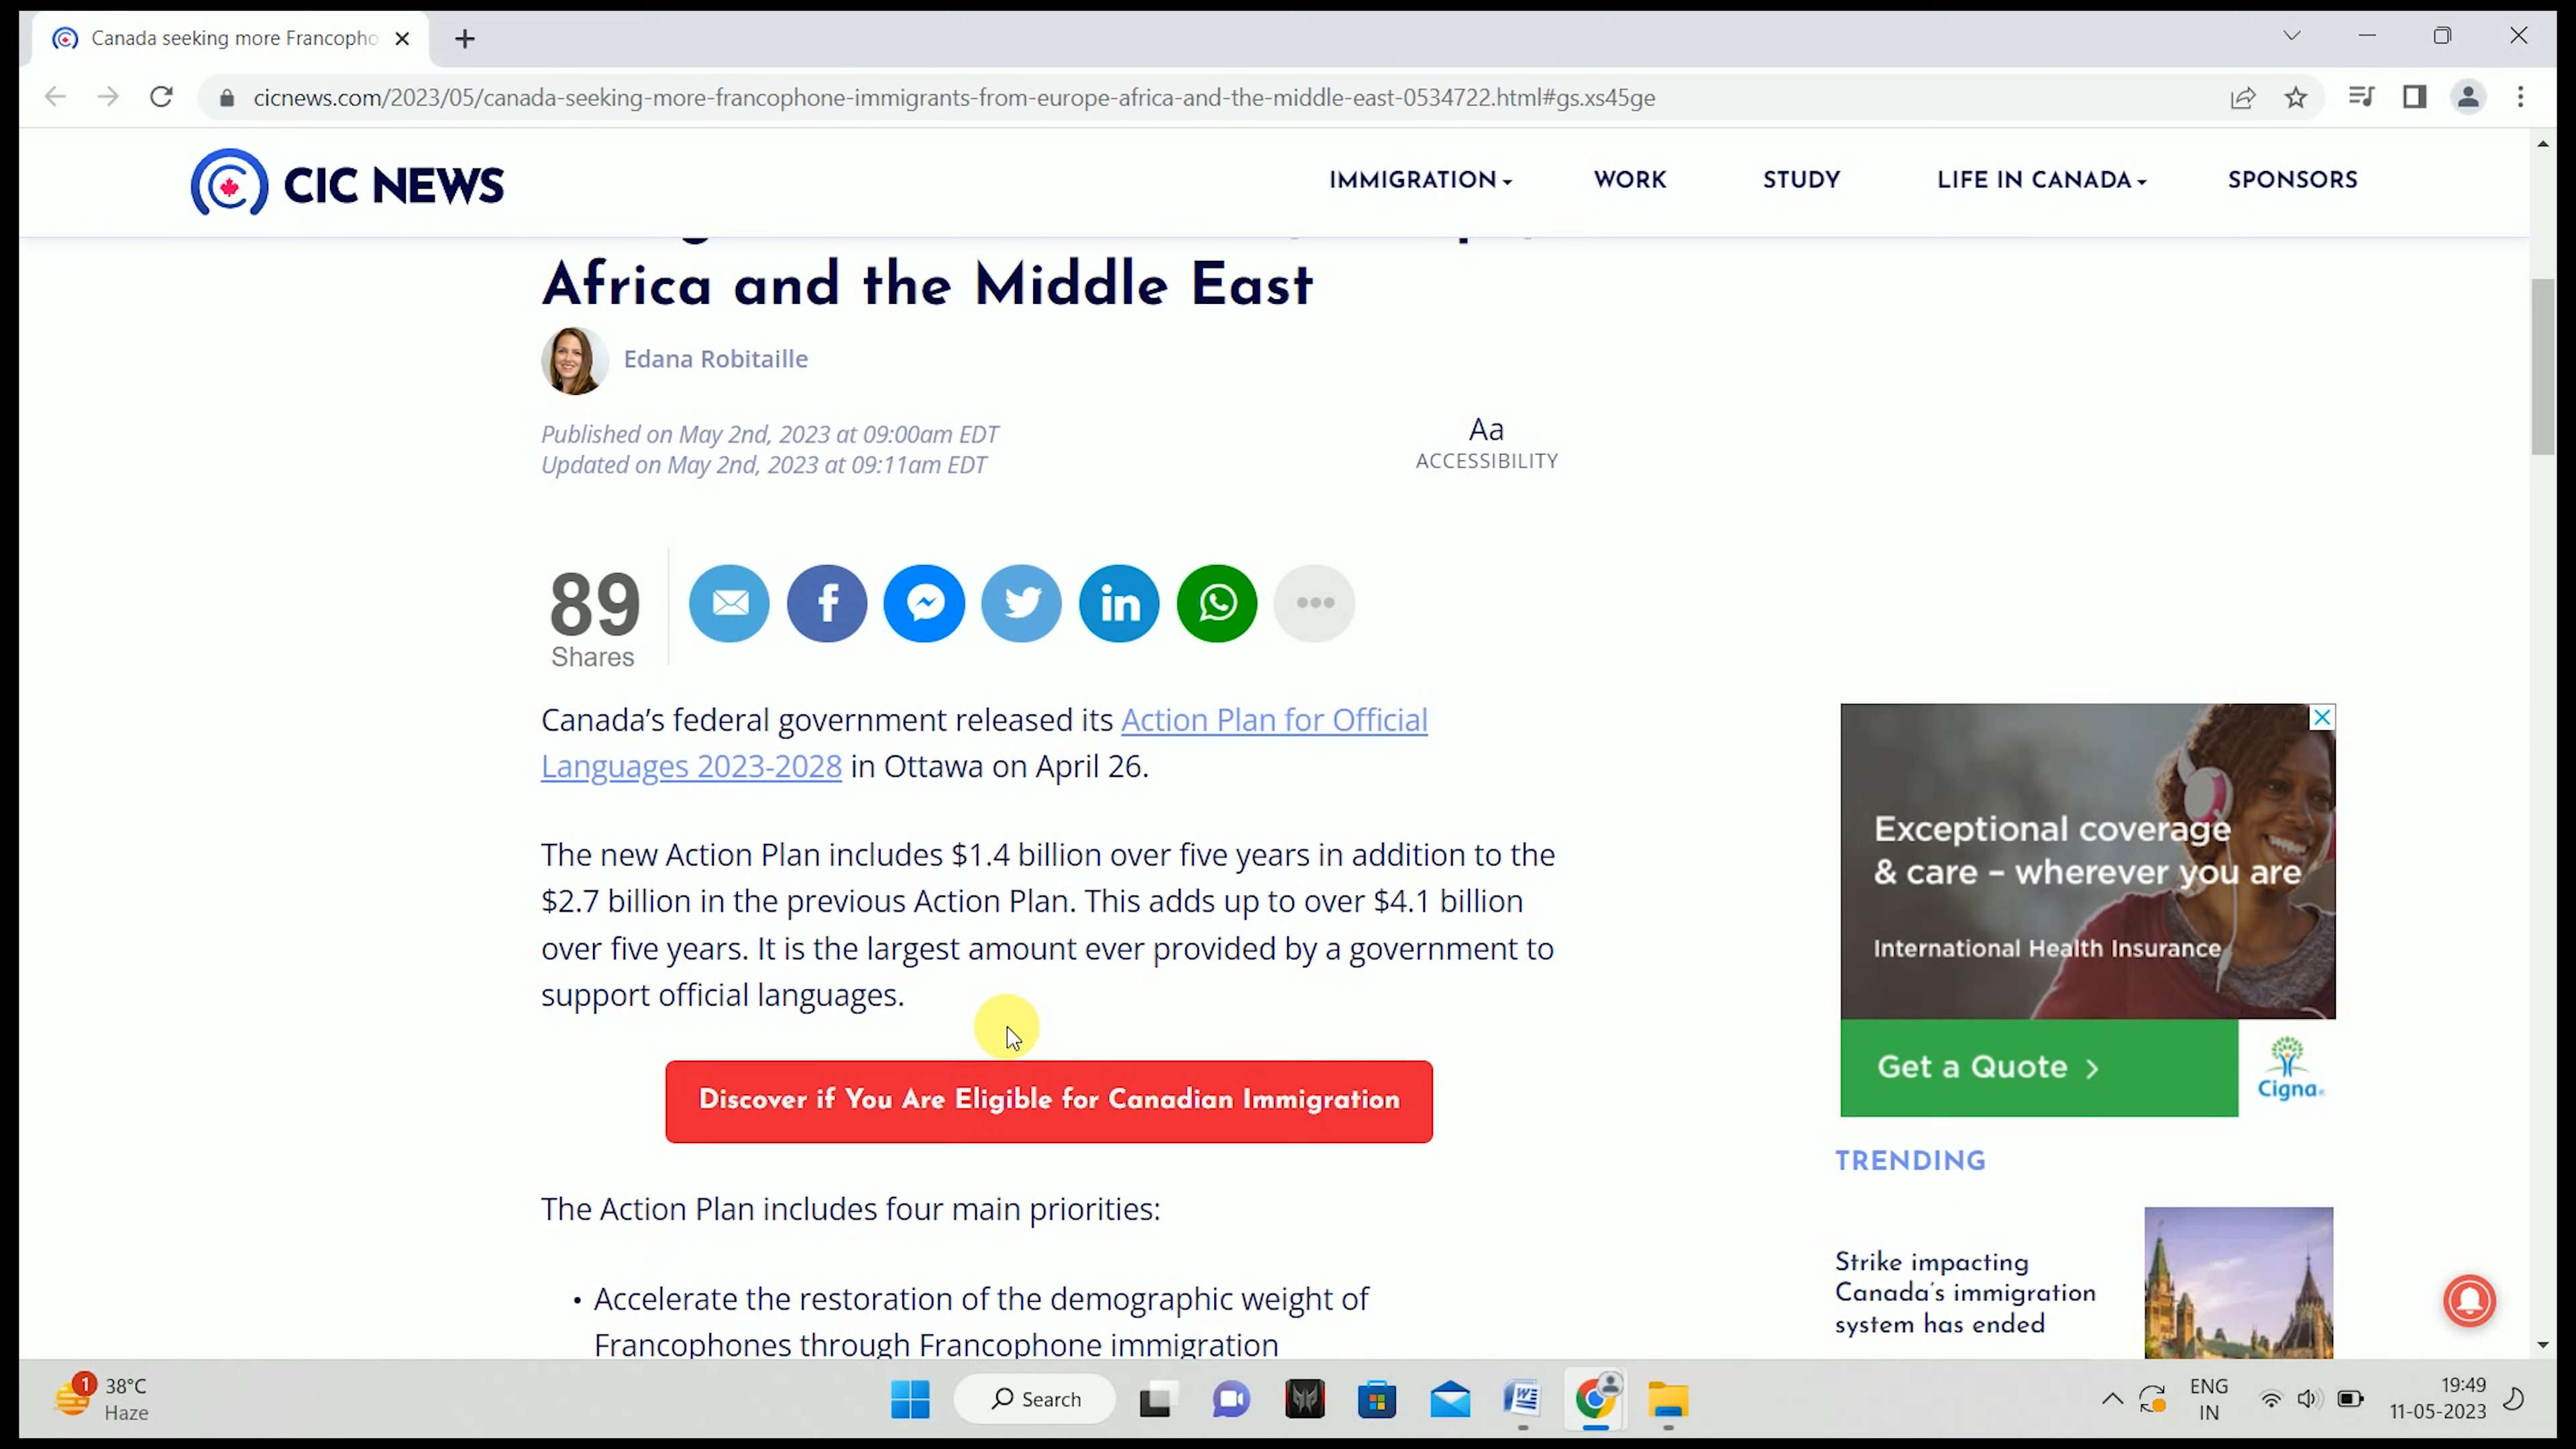 Canada seeking more Francopho
cicnews.com/2023/05/canada-seeking-more-francophone-immigrants-from-europe-africa-and-the-middle-east-0534722.html#gs.xs45ge
CIC NEWS
IMMIGRATION
WORK
STUDY
LIFE IN CANADA
SPONSORS
Africa and the Middle East
Edana Robitaille
Published on May 2nd, 2023 at 09:00am EDT
Updated on May 2nd, 2023 at 09:11am EDT
Aa
ACCESSIBILITY
89
Shares
Canada’s federal government released its Action Plan for Official
Languages 2023-2028 in Ottawa on April 26.
The new Action Plan includes $1.4 billion over five years in addition to the
$2.7 billion in the previous Action Plan. This adds up to over $4.1 billion
over five years. It is the largest amount ever provided by a government to
support official languages.
Discover if You Are Eligible for Canadian Immigration
The Action Plan includes four main priorities:
• Accelerate the restoration of the demographic weight of
Francophones through Francophone immigration
Exceptional coverage
& care – wherever you are
International Health Insurance
Get a Quote >
Cigna
TRENDING
Strike impacting
Canada’s immigration
system has ended
1
38°C
Haze
Search
ENG
IN
19:49
11-05-2023